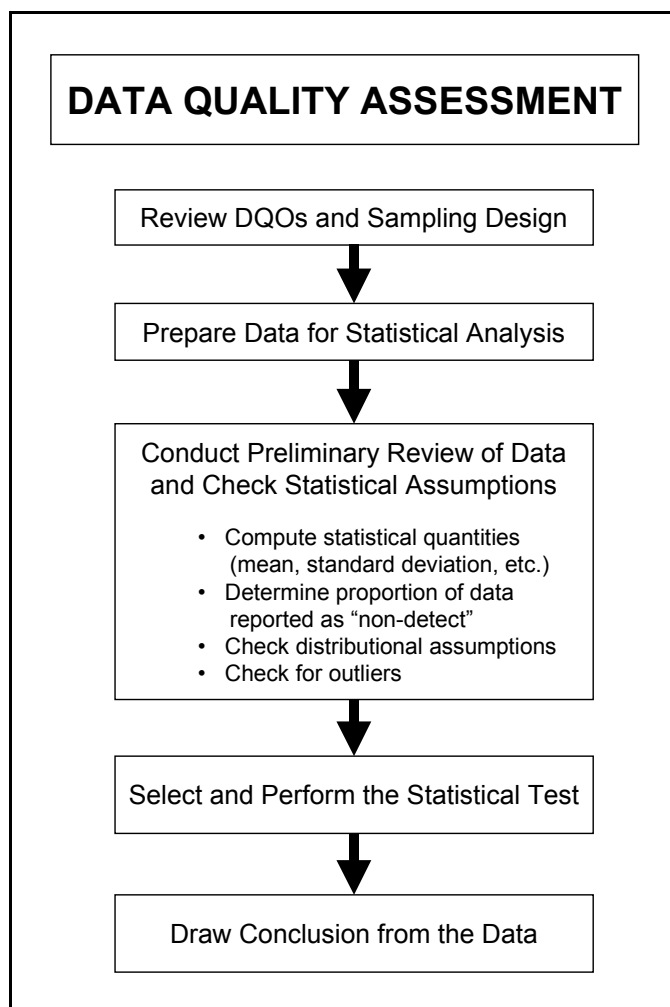 DATA QUALITY ASSESSMENT
Review DQOs and Sampling Design
Prepare Data for Statistical Analysis
Conduct Preliminary Review of Data
and Check Statistical Assumptions
• Compute statistical quantities
(mean, standard deviation, etc.)
• Determine proportion of data
reported as “non-detect”
• Check distributional assumptions
• Check for outliers
Select and Perform the Statistical Test
Draw Conclusion from the Data